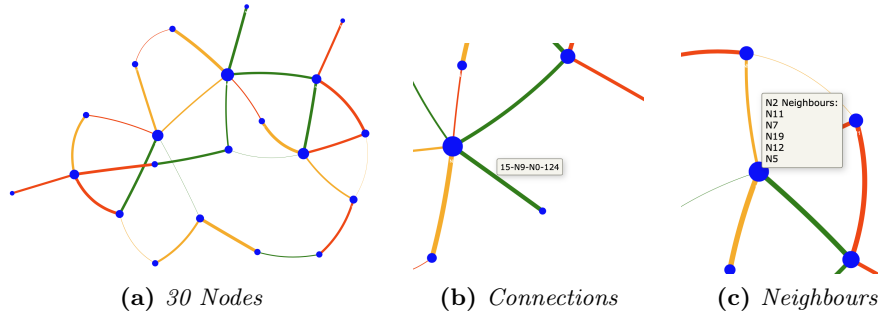 15-N9-N0-124
N2 Neighbours:
N11
N7
N19
N12
N5
(a) 30 Nodes
(b) Connections
(c) Neighbours